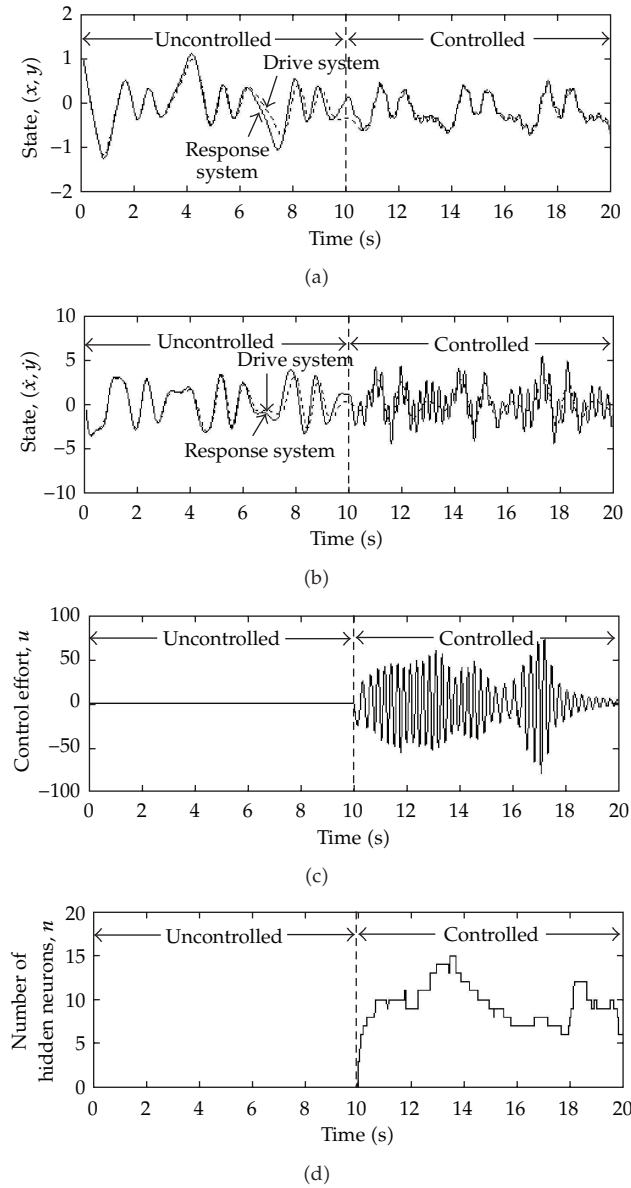 2
1
0
−1
−2
State, (x, y)
Uncontrolled
Controlled
Drive system
Response
system
0 2 4 6 8 10 12 14 16 18 20
Time (s)
(a)
10
5
0
−5
−10
State, (ẋ, ẏ)
Uncontrolled
Controlled
Drive system
Response system
0 2 4 6 8 10 12 14 16 18 20
Time (s)
(b)
100
50
0
−50
−100
Control effort, u
Uncontrolled
Controlled
0 2 4 6 8 10 12 14 16 18 20
Time (s)
(c)
20
15
10
5
0
Number of
hidden neurons, n
Uncontrolled
Controlled
0 2 4 6 8 10 12 14 16 18 20
Time (s)
(d)